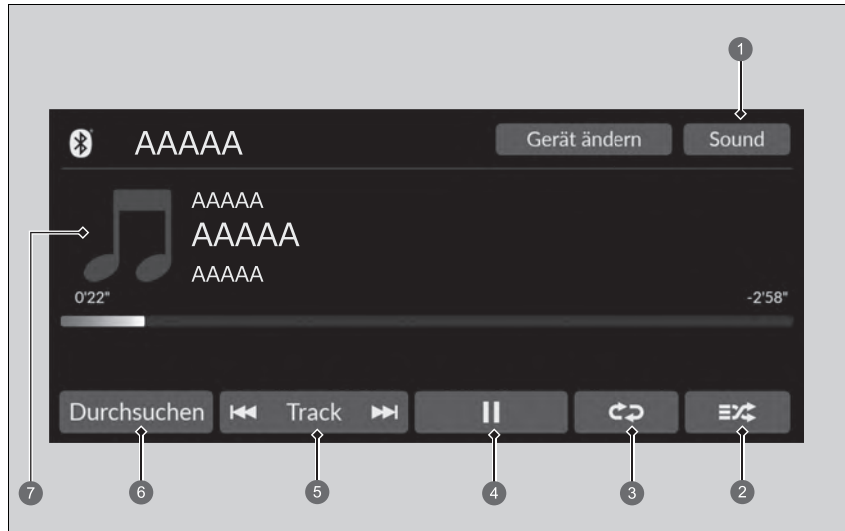 1
AAAAA Gerät ändern Sound
AAAAA
AAAAA
7
AAAAA
0'22" -2'58"
Durchsuchen Track
6 5 4 3 2